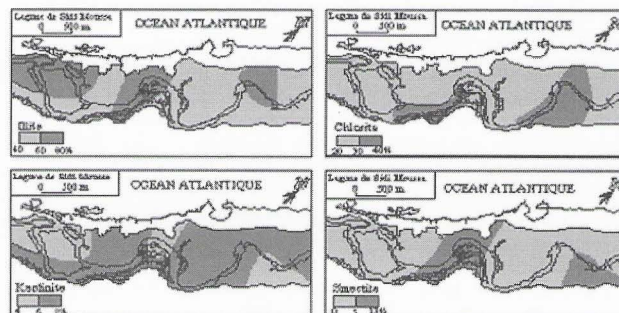 Lagune de Sidi Moussa
OCEAN ATLANTIQUE
0 500 m
Illite
40 60 80%
Lagune de Sidi Moussa
OCEAN ATLANTIQUE
0 500 m
Chlorite
20 30 40%
Lagune de Sidi Moussa
OCEAN ATLANTIQUE
0 500 m
Kaolinite
Lagune de Sidi Moussa
OCEAN ATLANTIQUE
0 500 m
Smectite